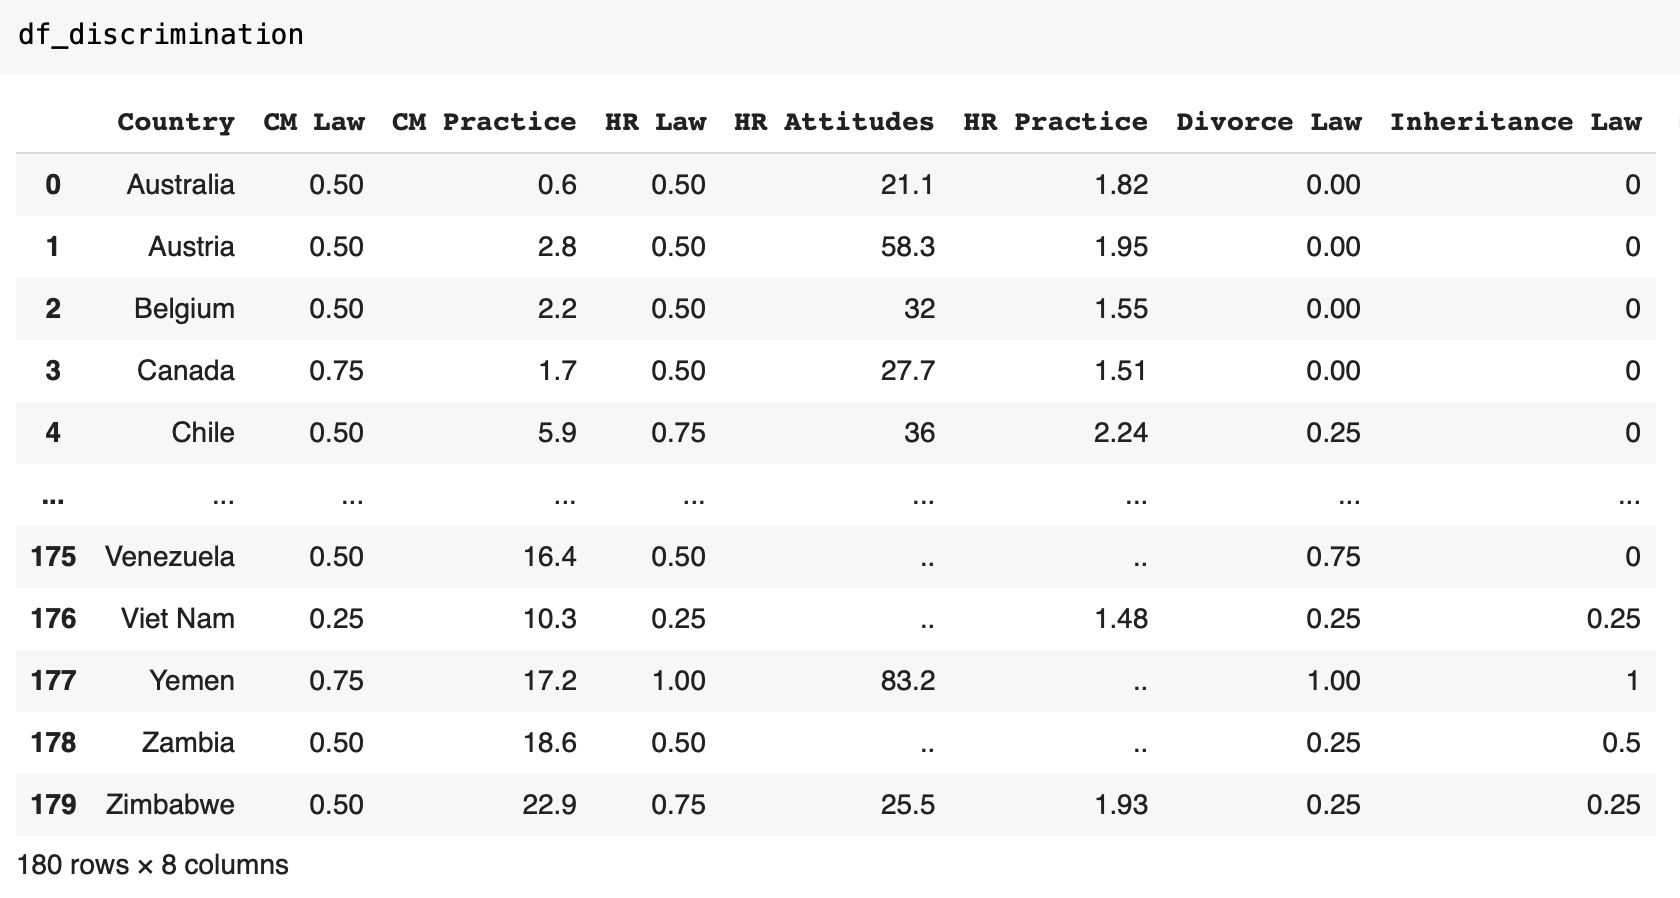 df_discrimination
Country CM Law CM Practice HR Law HR Attitudes HR Practice Divorce Law Inheritance Law
0 Australia 0.50 0.6 0.50 21.1 1.82 0.00 0
1 Austria 0.50 2.8 0.50 58.3 1.95 0.00 0
2 Belgium 0.50 2.2 0.50 32 1.55 0.00 0
3 Canada 0.75 1.7 0.50 27.7 1.51 0.00 0
4 Chile 0.50 5.9 0.75 36 2.24 0.25 0
... ... ... ... ... ... ... ... ...
175 Venezuela 0.50 16.4 0.50 .. .. 0.75 0
176 Viet Nam 0.25 10.3 0.25 .. 1.48 0.25 0.25
177 Yemen 0.75 17.2 1.00 83.2 .. 1.00 1
178 Zambia 0.50 18.6 0.50 .. .. 0.25 0.5
179 Zimbabwe 0.50 22.9 0.75 25.5 1.93 0.25 0.25
180 rows × 8 columns